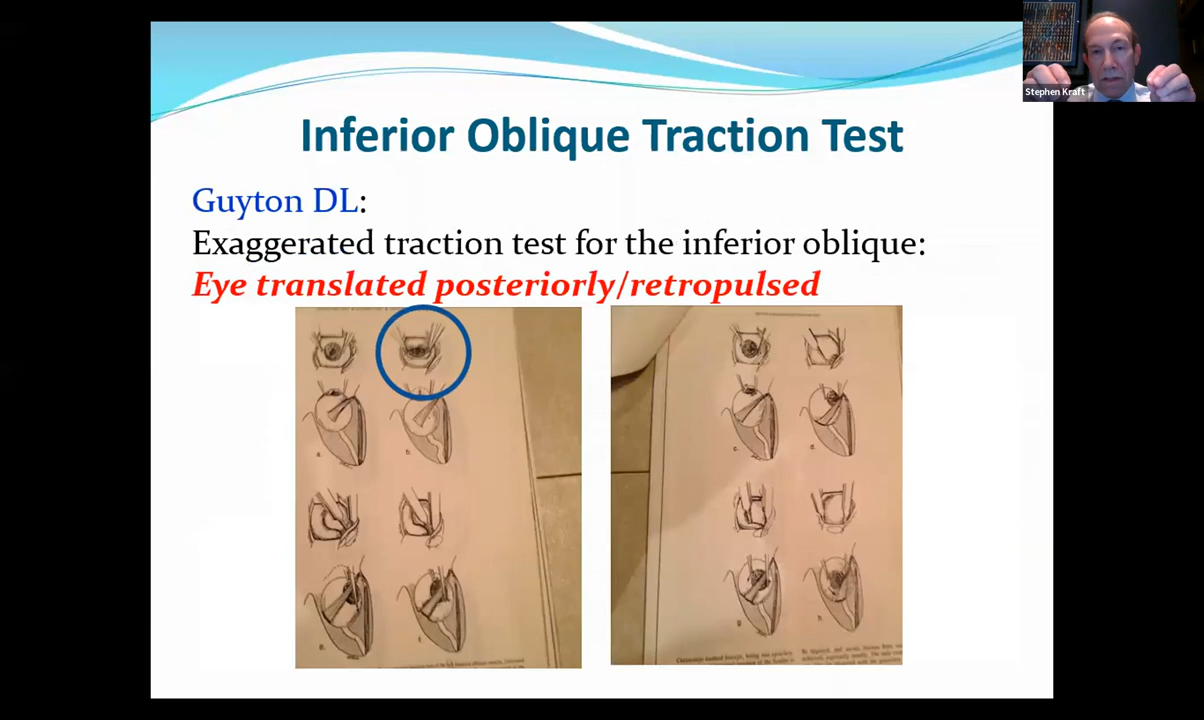 Stephen Kraft
Inferior Oblique Traction Test
Guyton DL:
Exaggerated traction test for the inferior oblique:
Eye translated posteriorly/retropulsed